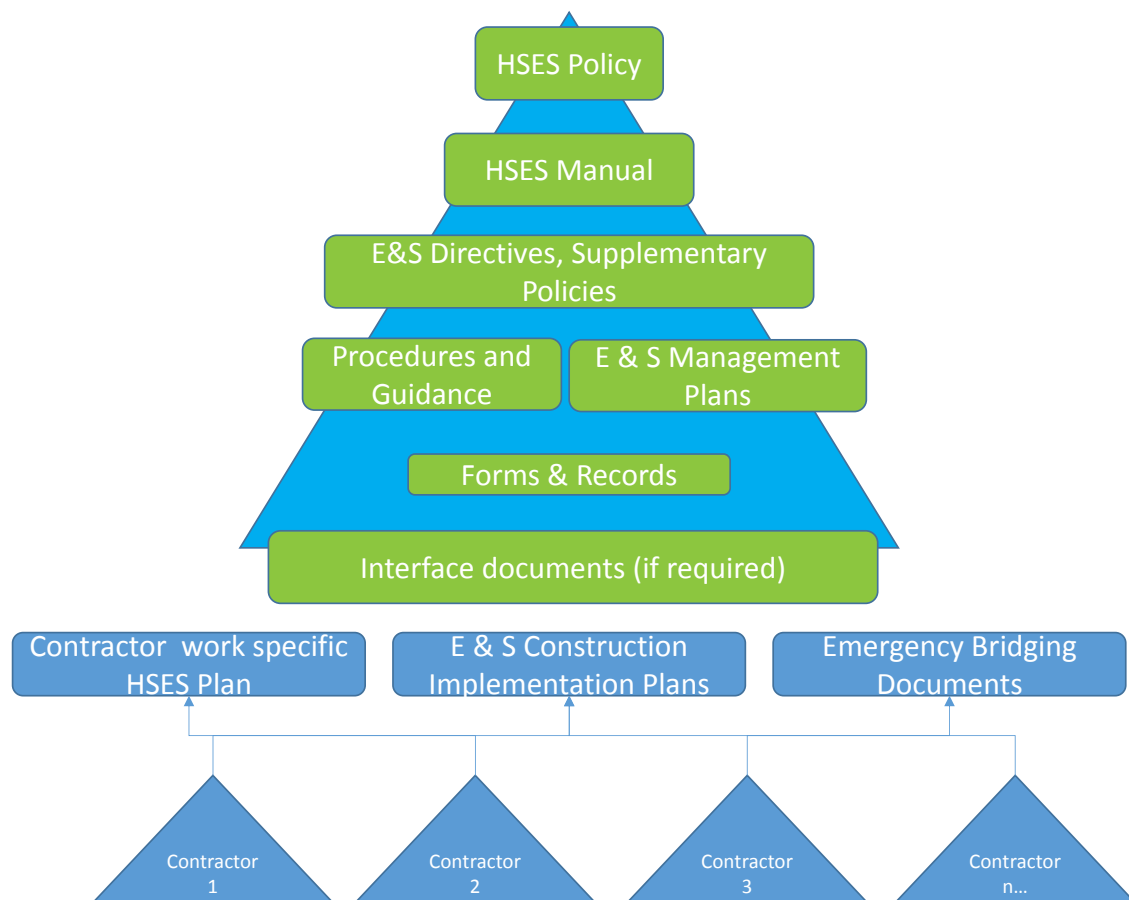 HSES Policy
HSES Manual
E&S Directives, Supplementary
Policies
Procedures and
Guidance
E & S Management
Plans
Forms & Records
Interface documents (if required)
Contractor work specific
HSES Plan
E & S Construction
Implementation Plans
Emergency Bridging
Documents
Contractor
1
Contractor
2
Contractor
3
Contractor
n...